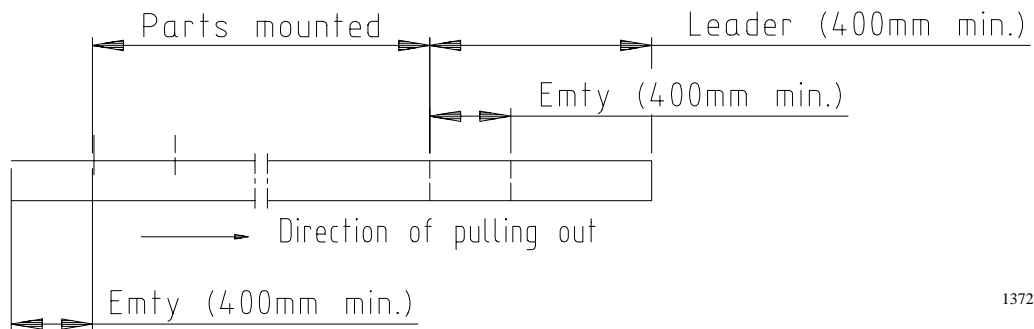 Parts mounted
Leader (400mm min.)
Emty (400mm min.)
Direction of pulling out
Emty (400mm min.)
1372